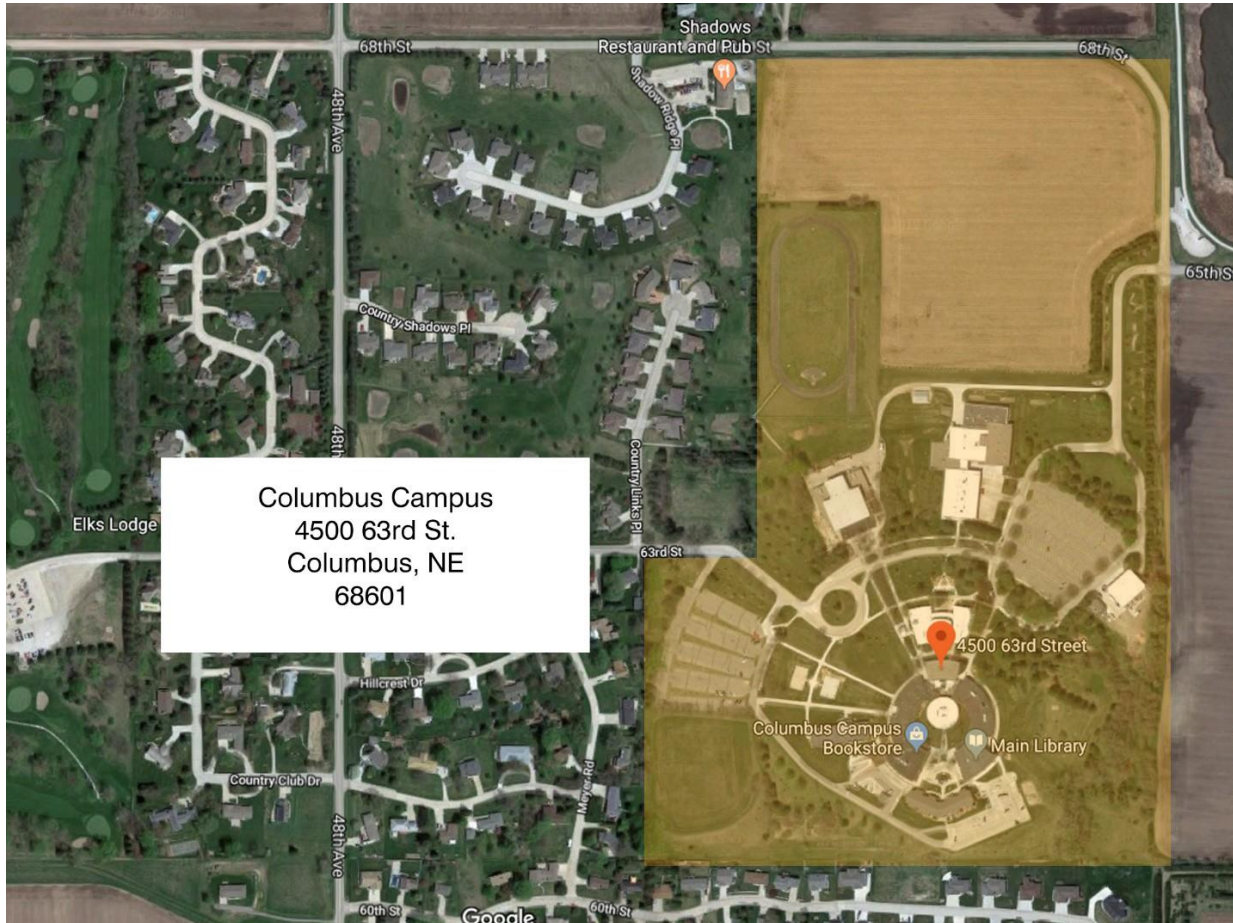 Shadows
Restaurant and Pub
68th St
St
68th St
Shadow Ridge Pl
48th Ave
65th St
Country Shadows Pl
48th
Country Links Pl
Columbus Campus
4500 63rd St.
Columbus, NE
68601
Elks Lodge
63rd St
4500 63rd Street
Hillcrest Dr
Columbus Campus
Bookstore
Main Library
Country Club Dr
Meyer Rd
48th Ave
60th St
Google
60th St